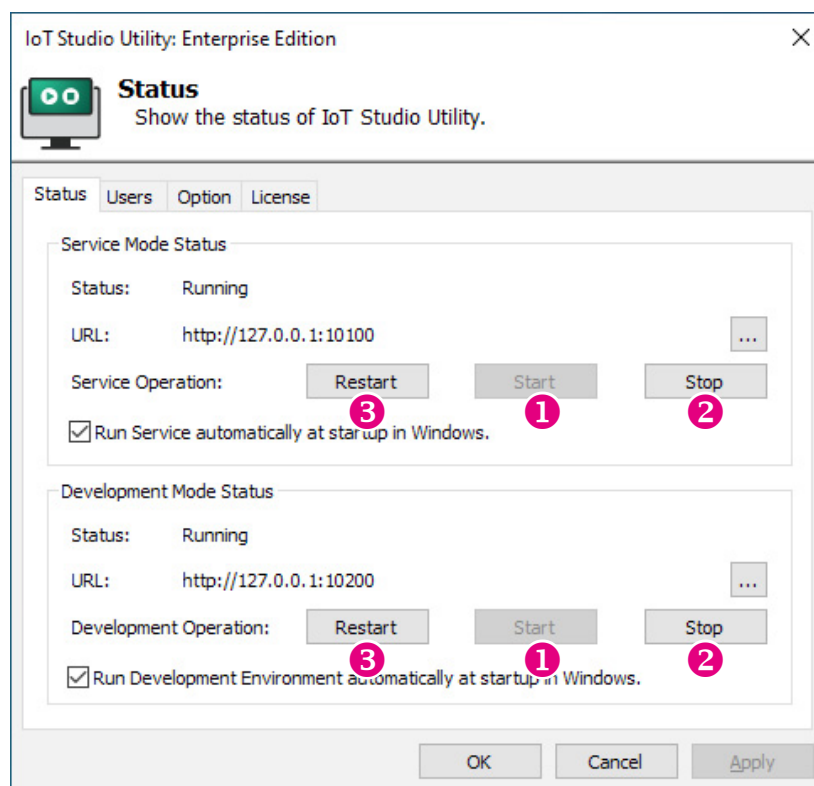 IoT Studio Utility: Enterprise Edition
Status
Show the status of IoT Studio Utility.
Status Users Option License
Service Mode Status
Status: Running
URL: http://127.0.0.1:10100 ...
Service Operation: Restart Start Stop
3 1 2
Run Service automatically at startup in Windows.
Development Mode Status
Status: Running
URL: http://127.0.0.1:10200 ...
Development Operation: Restart Start Stop
3 1 2
Run Development Environment automatically at startup in Windows.
OK Cancel Apply